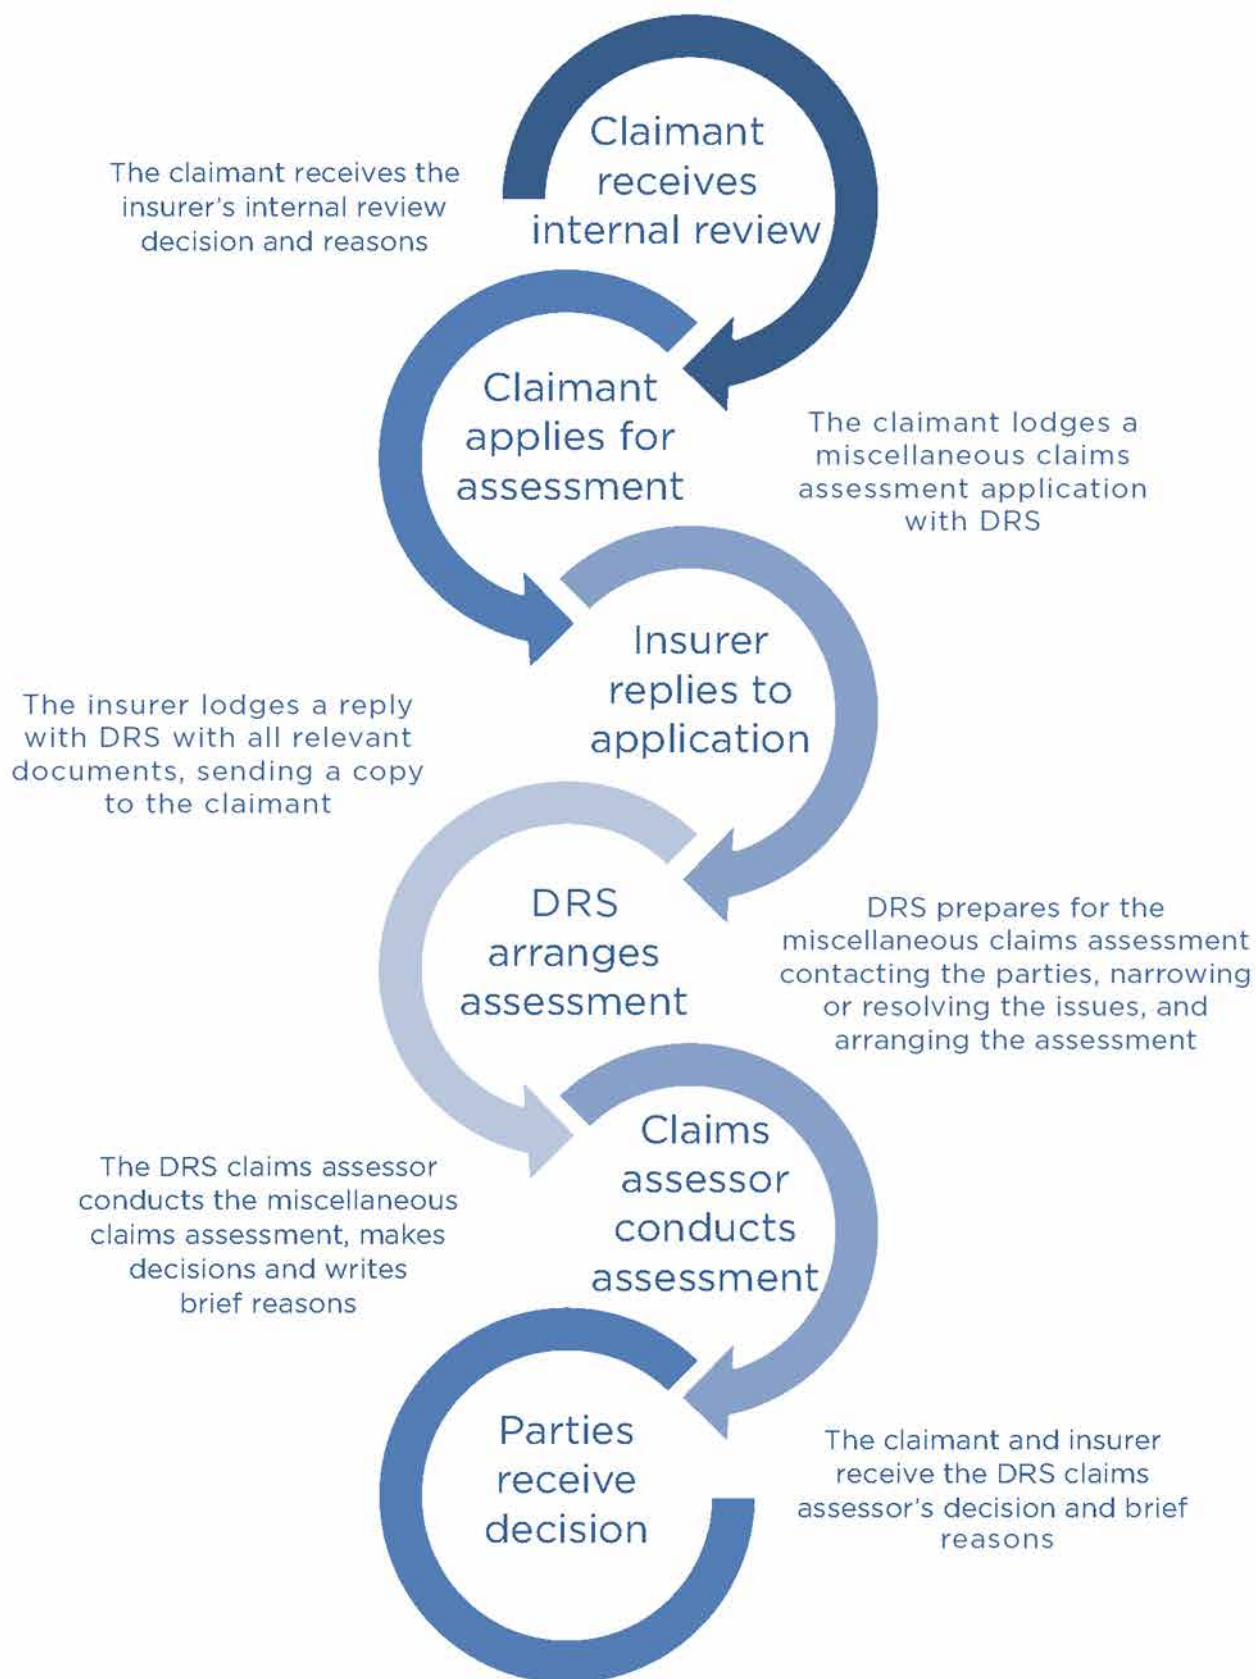 Claimant
receives
internal review
The claimant receives the
insurer's internal review
decision and reasons
Claimant
applies for
assessment
The claimant lodges a
miscellaneous claims
assessment application
with DRS
Insurer
replies to
application
The insurer lodges a reply
with DRS with all relevant
documents, sending a copy
to the claimant
DRS
arranges
assessment
DRS prepares for the
miscellaneous claims assessment
contacting the parties, narrowing
or resolving the issues, and
arranging the assessment
Claims
assessor
conducts
assessment
The DRS claims assessor
conducts the miscellaneous
claims assessment, makes
decisions and writes
brief reasons
Parties
receive
decision
The claimant and insurer
receive the DRS claims
assessor's decision and brief
reasons